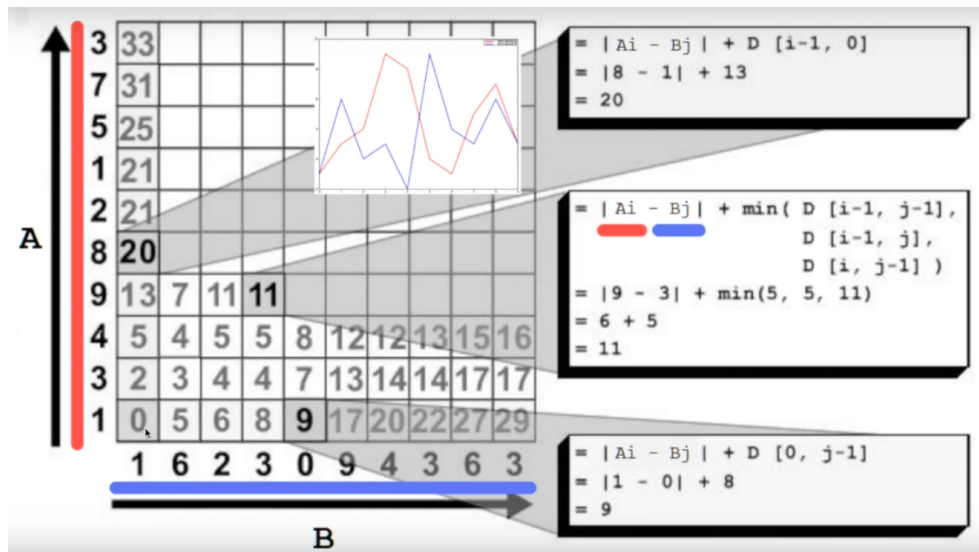 = | Ai - Bj | + D [i-1, 0]
= |8 - 1| + 13
= 20
3 33
7 31
5 25
1 21
2 21
8 20
9 13 7 11 11
4 5 4 5 5 8 12 12 13 15 16
3 2 3 4 4 7 13 14 14 17 17
1 0 5 6 8 9 17 20 22 27 29
1 6 2 3 0 9 4 3 6 3
A
B
= | Ai - Bj | + min( D [i-1, j-1],
D [i-1, j],
D [i, j-1] )
= |9 - 3| + min(5, 5, 11)
= 6 + 5
= 11
= | Ai - Bj | + D [0, j-1]
= |1 - 0| + 8
= 9